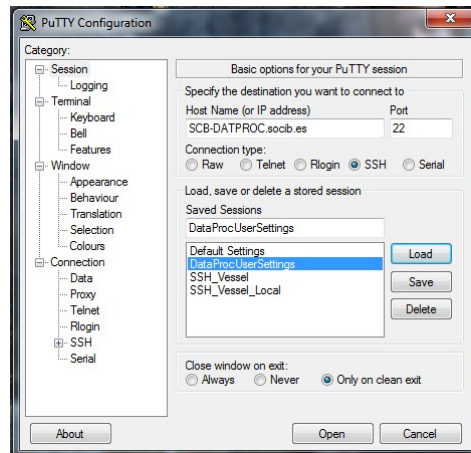 PuTTY Configuration
Category:
Session
Logging
Terminal
Keyboard
Bell
Features
Window
Appearance
Behaviour
Translation
Selection
Colours
Connection
Data
Proxy
Telnet
Rlogin
SSH
Serial
Basic options for your PuTTY session
Specify the destination you want to connect to
Host Name (or IP address) Port
SCB-DATPROC.socib.es 22
Connection type:
Raw Telnet Rlogin SSH Serial
Load, save or delete a stored session
Saved Sessions
DataProcUserSettings
Default Settings
DataProcUserSettings
SSH_Vessel
SSH_Vessel_Local
Load
Save
Delete
Close window on exit:
Always Never Only on clean exit
About Open Cancel